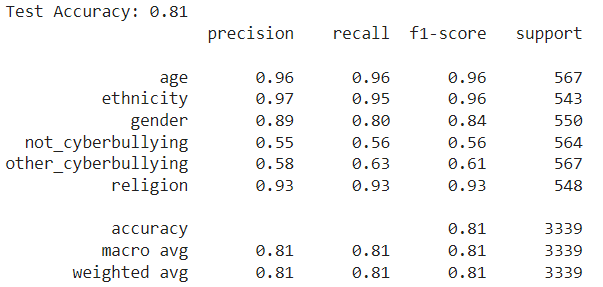 Test Accuracy: 0.81
precision recall f1-score support
age 0.96 0.96 0.96 567
ethnicity 0.97 0.95 0.96 543
gender 0.89 0.80 0.84 550
not_cyberbullying 0.55 0.56 0.56 564
other_cyberbullying 0.58 0.63 0.61 567
religion 0.93 0.93 0.93 548
accuracy 0.81 3339
macro avg 0.81 0.81 0.81 3339
weighted avg 0.81 0.81 0.81 3339